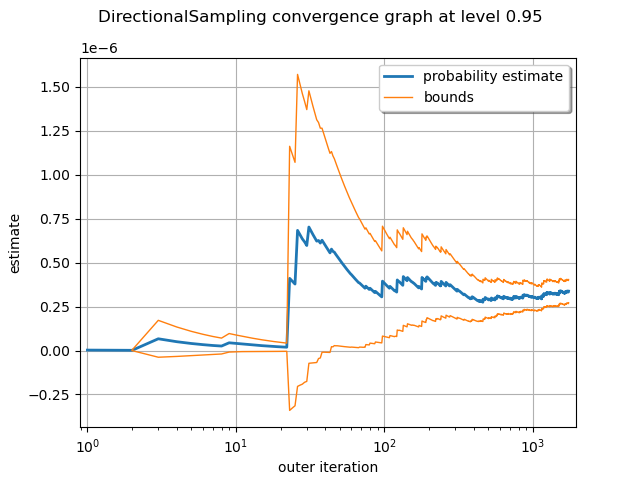 DirectionalSampling convergence graph at level 0.95
1e−6
probability estimate
bounds
1.50
1.25
1.00
0.75
0.50
0.25
0.00
−0.25
estimate
10⁰
10¹
10²
10³
outer iteration